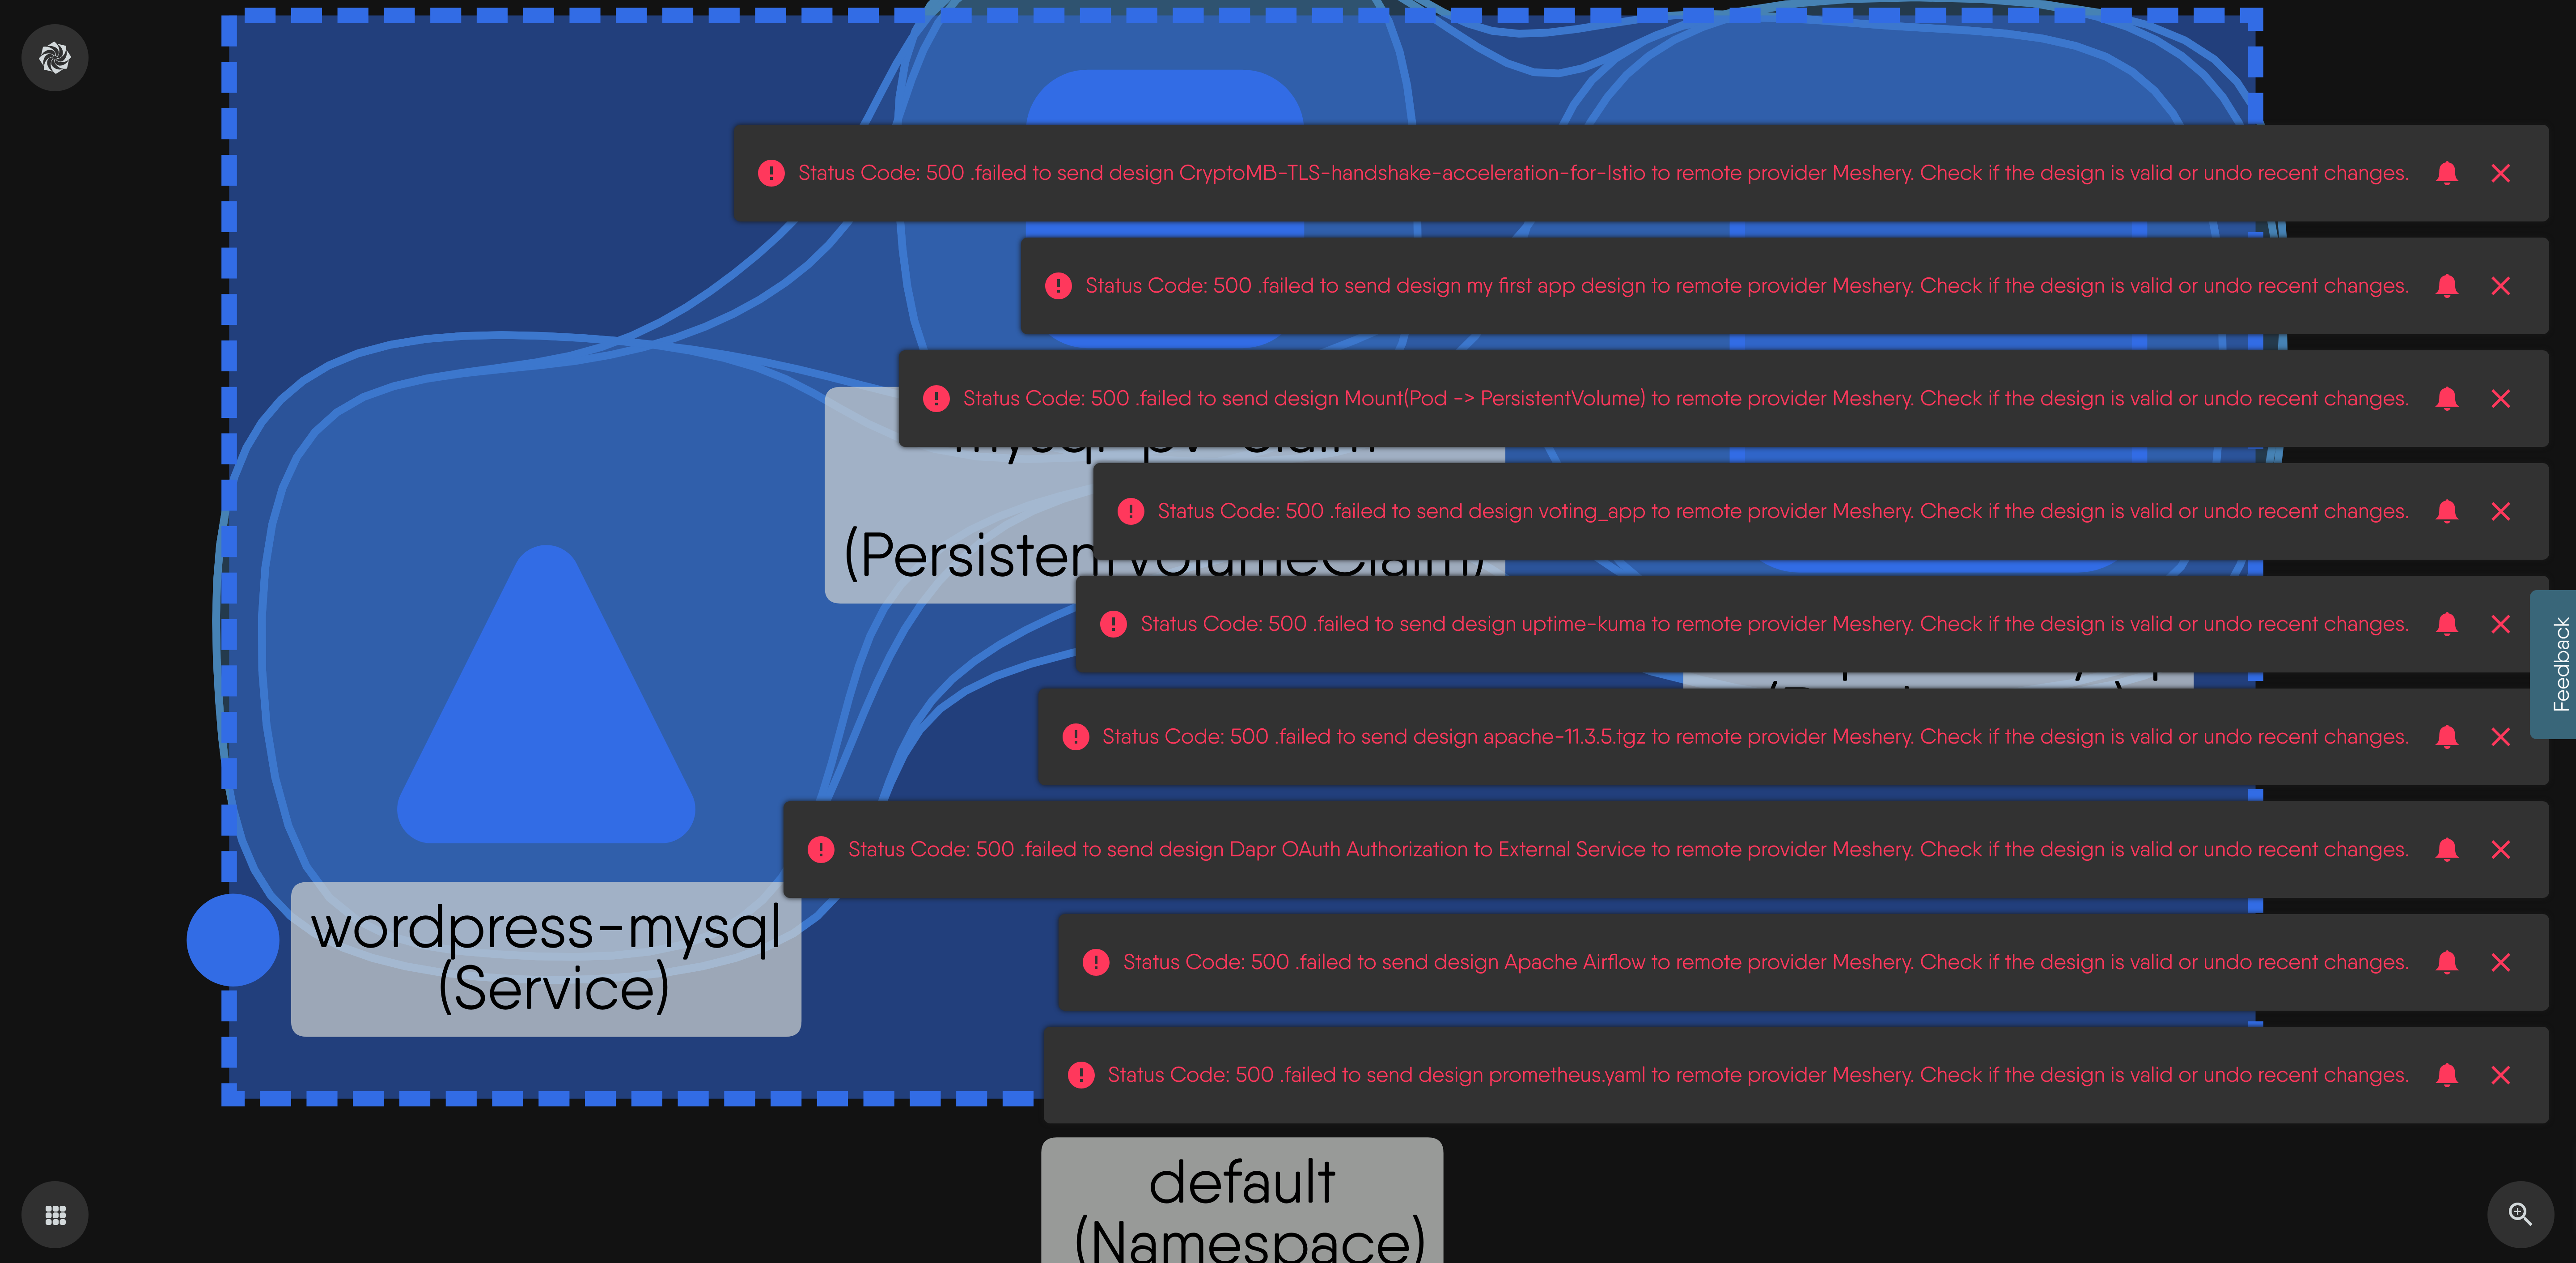 Status Code: 500 .failed to send design CryptoMB-TLS-handshake-acceleration-for-Istio to remote provider Meshery. Check if the design is valid or undo recent changes.
Status Code: 500 .failed to send design my first app design to remote provider Meshery. Check if the design is valid or undo recent changes.
Status Code: 500 .failed to send design Mount(Pod -> PersistentVolume) to remote provider Meshery. Check if the design is valid or undo recent changes.
mysql-pv-claim
Status Code: 500 .failed to send design voting_app to remote provider Meshery. Check if the design is valid or undo recent changes.
(PersistentVolumeClaim)
Status Code: 500 .failed to send design uptime-kuma to remote provider Meshery. Check if the design is valid or undo recent changes.
Feedback
Status Code: 500 .failed to send design apache-11.3.5.tgz to remote provider Meshery. Check if the design is valid or undo recent changes.
Status Code: 500 .failed to send design Dapr OAuth Authorization to External Service to remote provider Meshery. Check if the design is valid or undo recent changes.
wordpress-mysql
(Service)
Status Code: 500 .failed to send design Apache Airflow to remote provider Meshery. Check if the design is valid or undo recent changes.
Status Code: 500 .failed to send design prometheus.yaml to remote provider Meshery. Check if the design is valid or undo recent changes.
default
(Namespace)